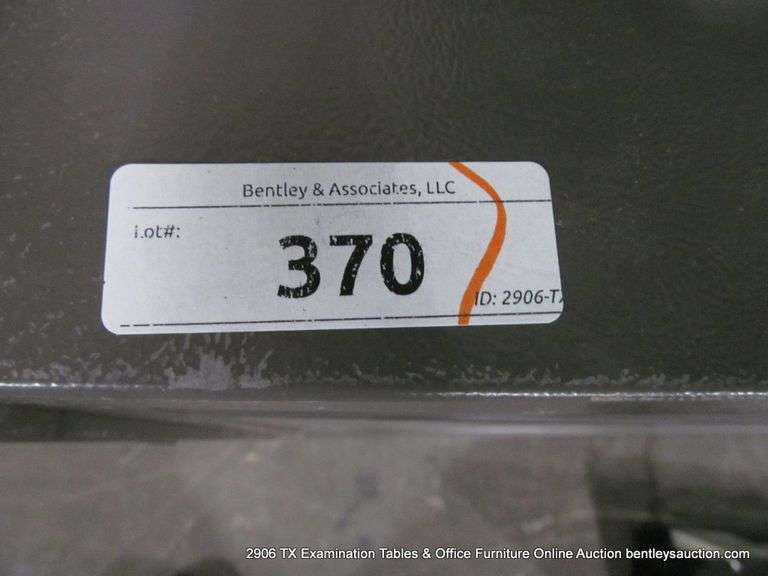 Bentley & Associates, LLC
Lot#:
370
ID: 2906-T
2906 TX Examination Tables & Office Furniture Online Auction bentleysauction.com